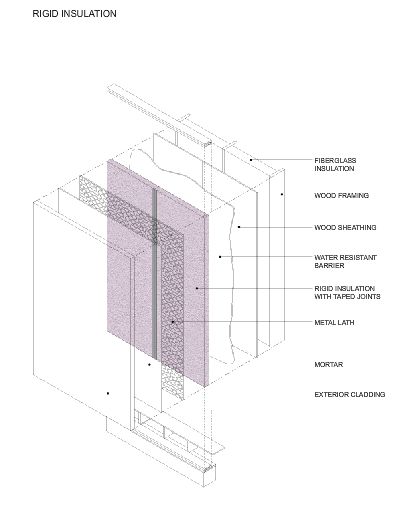 RIGID INSULATION
FIBERGLASS
INSULATION
WOOD FRAMING
WOOD SHEATHING
WATER RESISTANT
BARRIER
RIGID INSULATION
WITH TAPED JOINTS
METAL LATH
MORTAR
EXTERIOR CLADDING